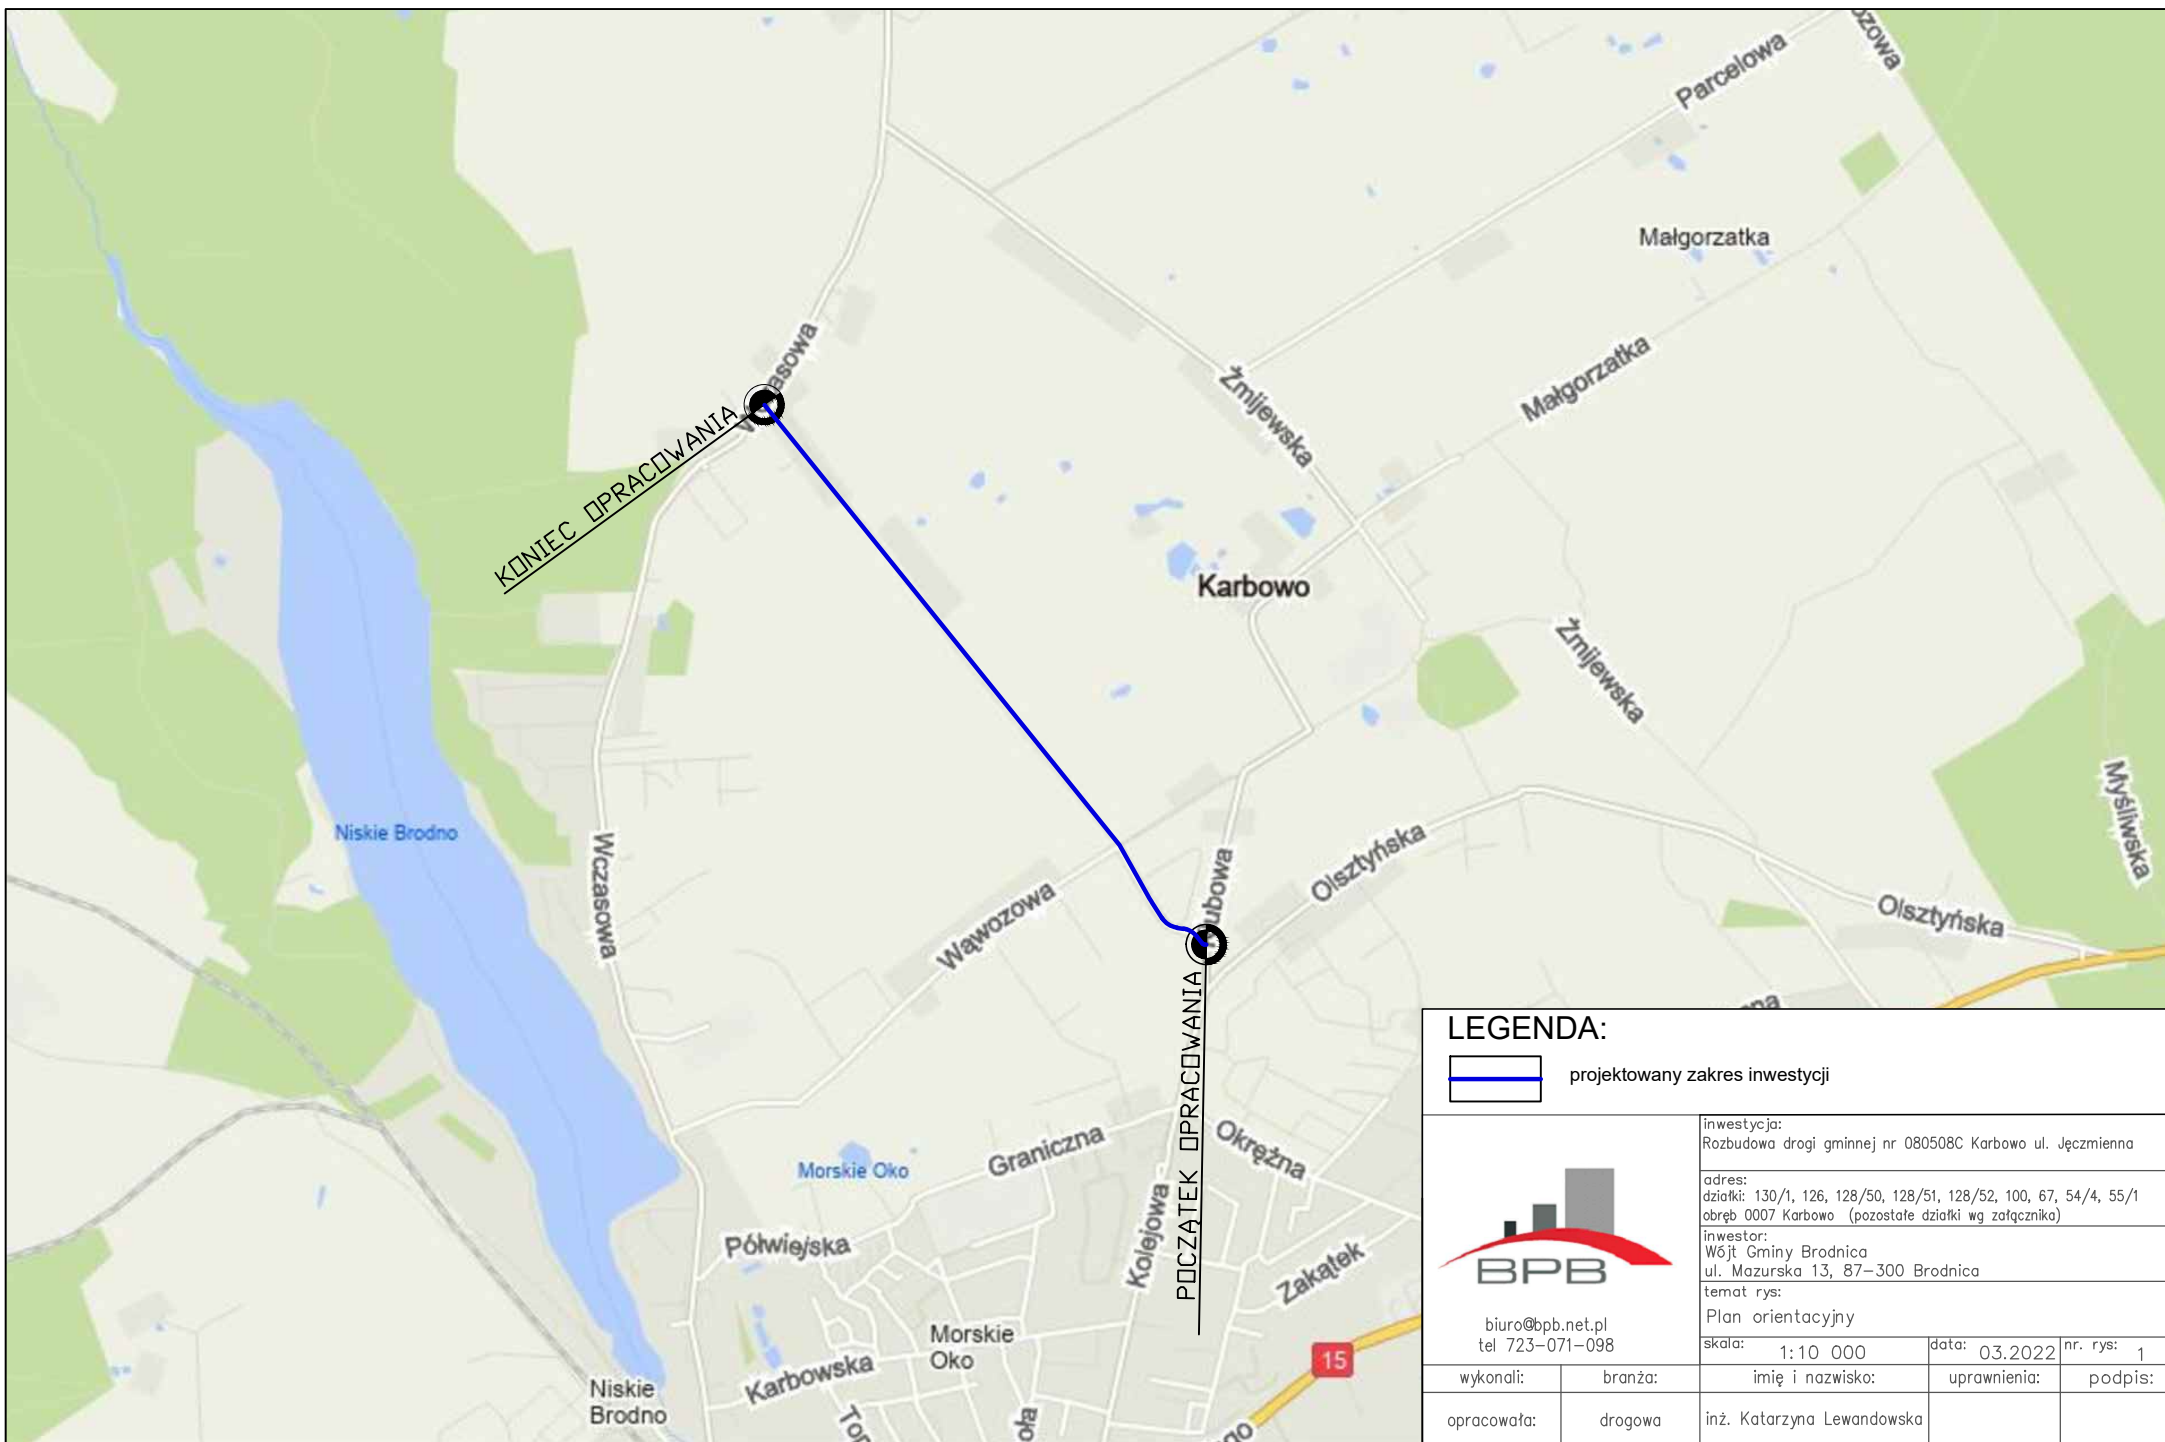 Parcelowa
Małgorzatka
Małgorzatka
Żmijewska
KONIEC OPRACOWANIA
Karbowo
Żmijewska
Myśliwska
Niskie Brodno
Wczasowa
Olsztyńska
Wąwozowa
Olsztyńska
POCZĄTEK OPRACOWANIA
Graniczna
Okrężna
Morskie Oko
Kolejowa
Półwiejska
Zakątek
Morskie
Oko
Karbowska
Niskie
Brodno
15
LEGENDA:
projektowany zakres inwestycji
BPB
biuro@bpb.net.pl
tel 723-071-098
inwestycja:
Rozbudowa drogi gminnej nr 080508C Karbowo ul. Jęczmienna
adres:
działki: 130/1, 126, 128/50, 128/51, 128/52, 100, 67, 54/4, 55/1
obręb 0007 Karbowo (pozostałe działki wg załącznika)
inwestor:
Wójt Gminy Brodnica
ul. Mazurska 13, 87-300 Brodnica
temat rys:
Plan orientacyjny
skala: 1:10 000 data: 03.2022 nr. rys: 1
wykonali: branża: imię i nazwisko: uprawnienia: podpis:
opracowała: drogowa inż. Katarzyna Lewandowska